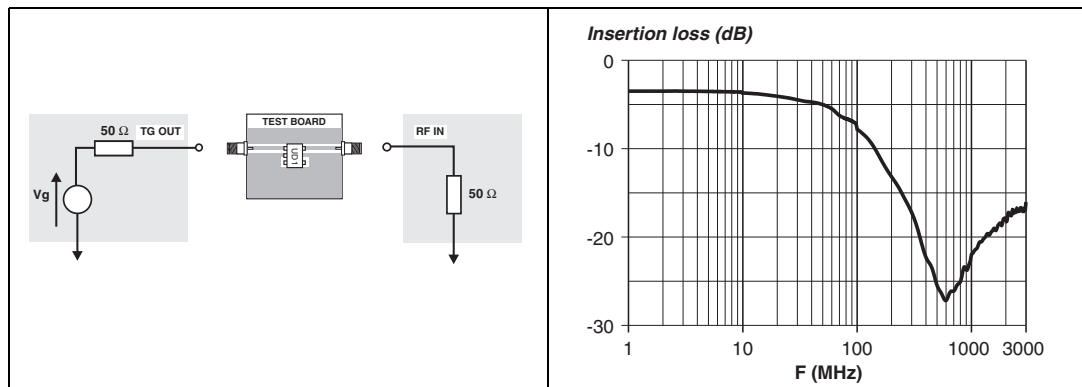 50 Ω
TG OUT
Vg
TEST BOARD
UD1
RF IN
50 Ω
Insertion loss (dB)
0
-10
-20
-30
1
10
100
1000
3000
F (MHz)